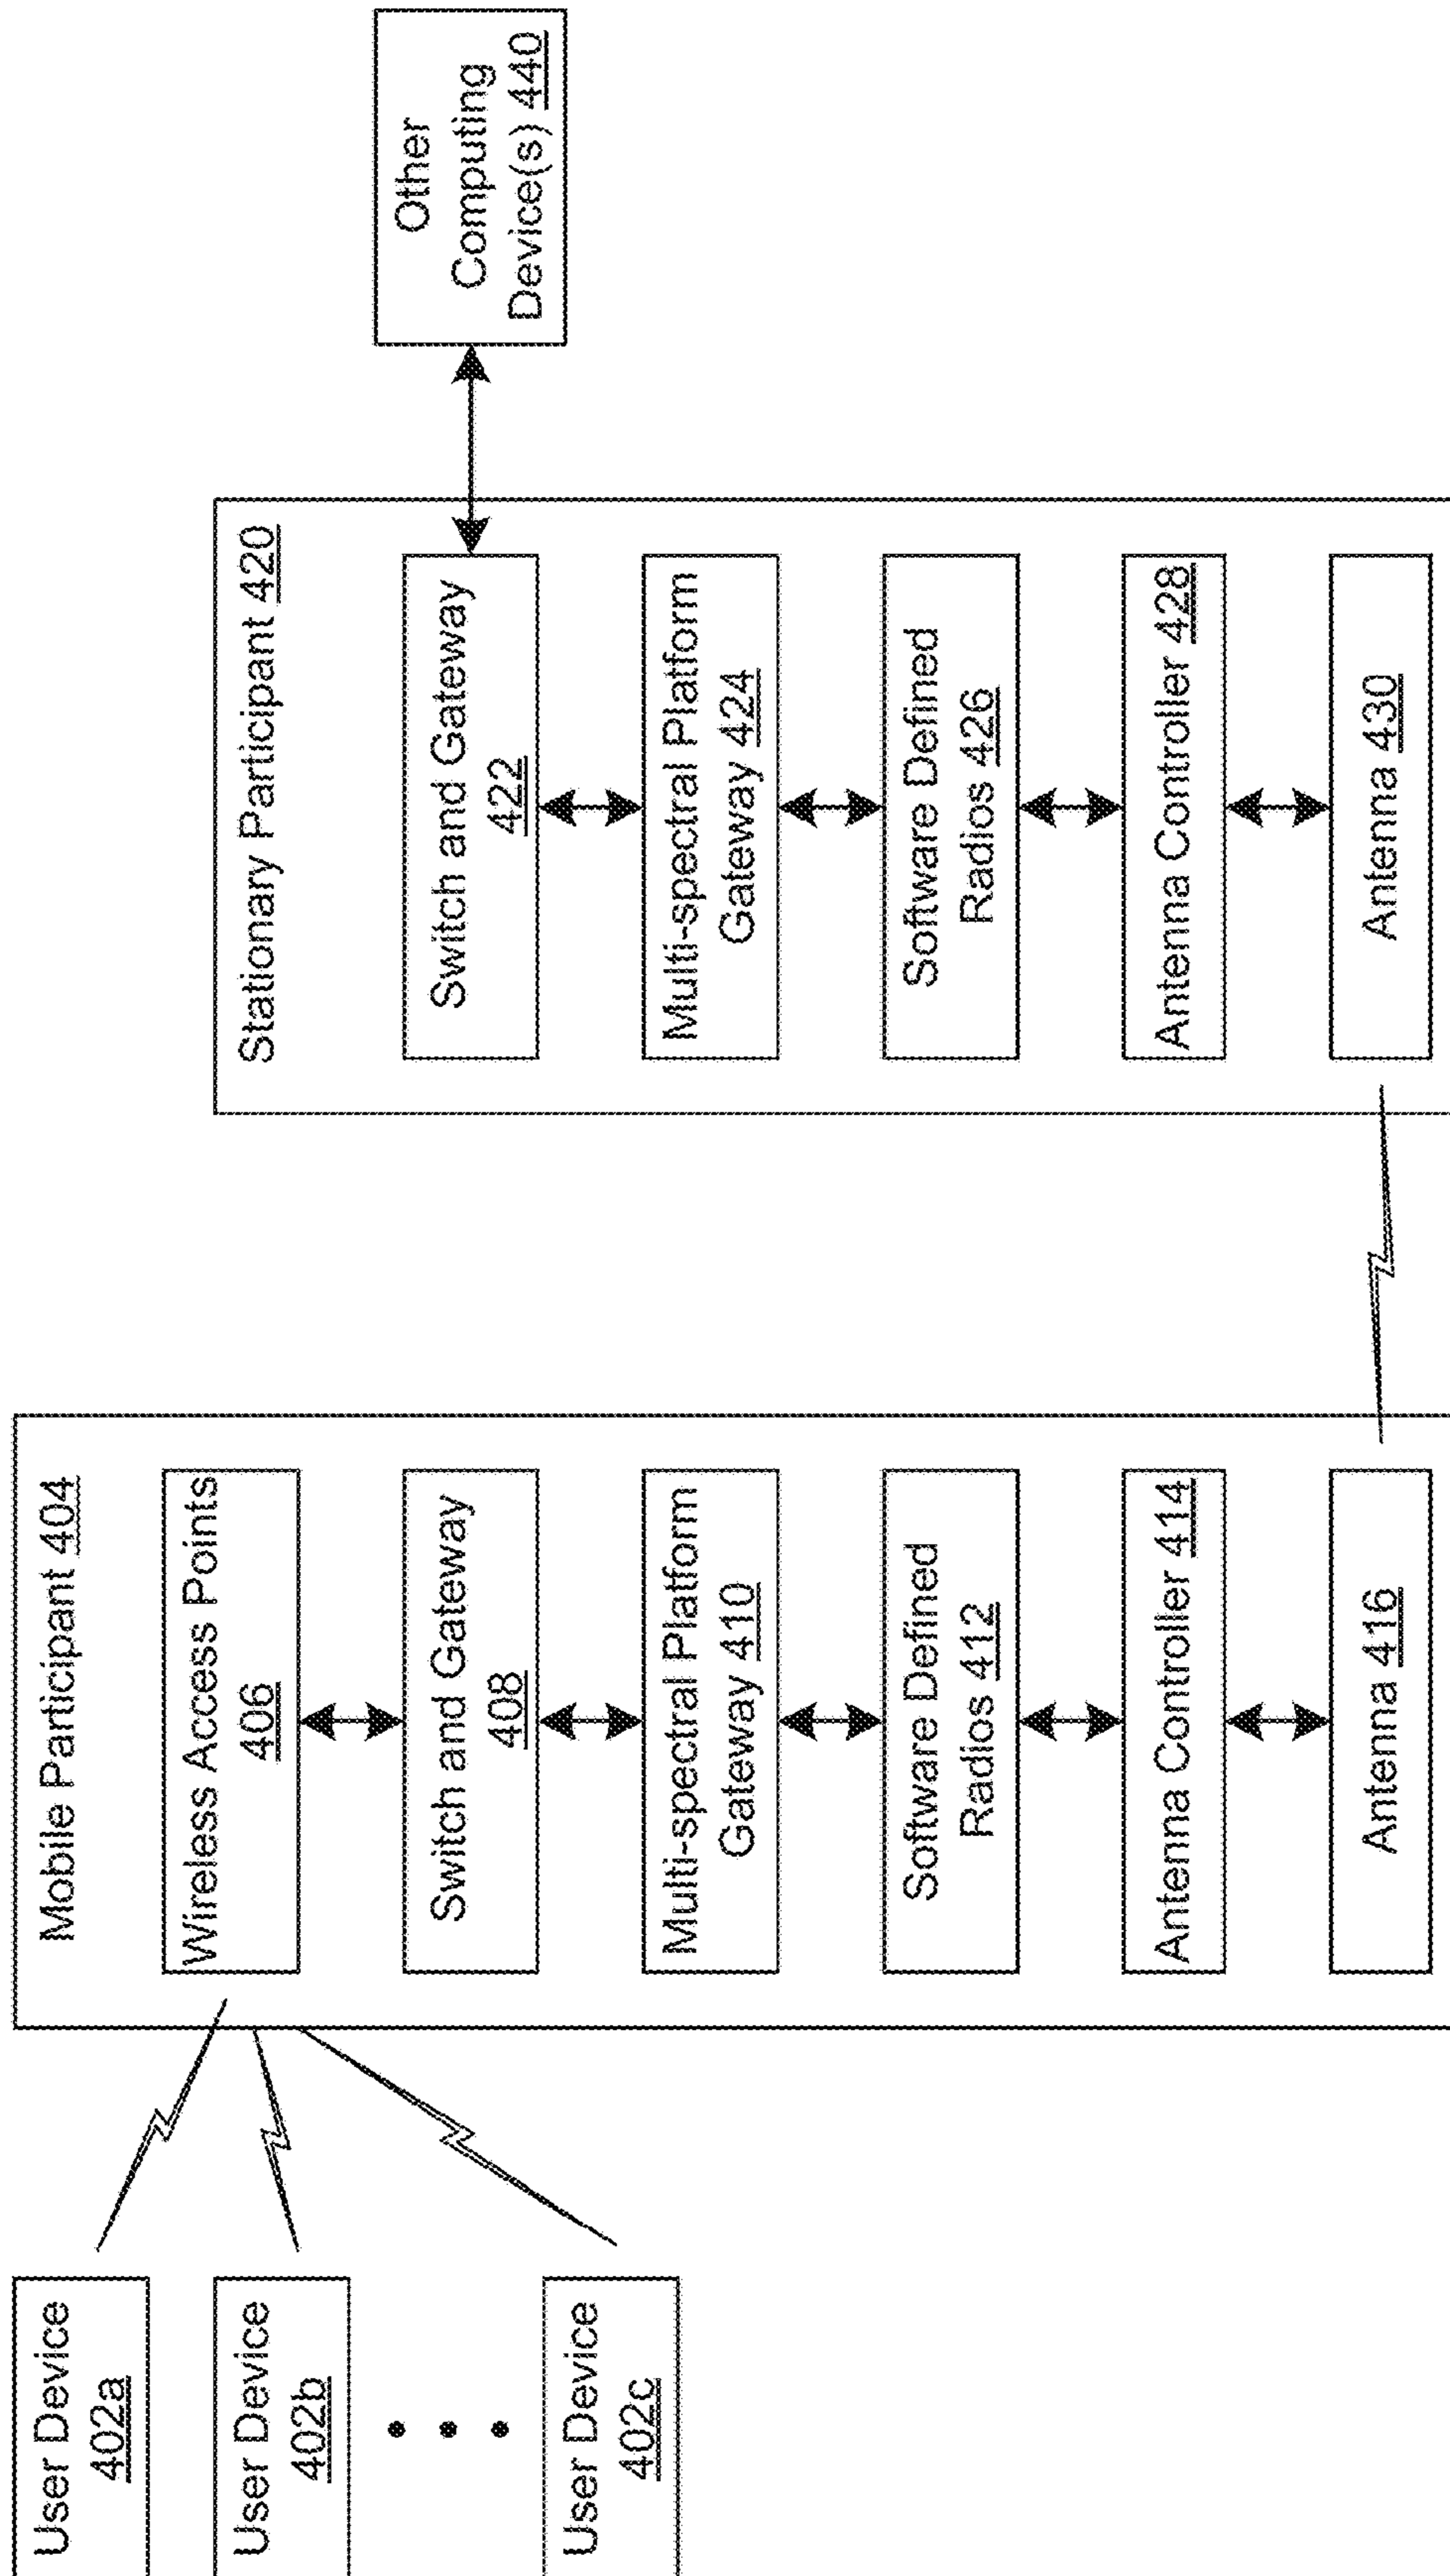 User Device
402a
User Device
402b
User Device
402c
Mobile Participant 404
Wireless Access Points
406
Switch and Gateway
408
Multi-spectral Platform
Gateway 410
Software Defined
Radios 412
Antenna Controller 414
Antenna 416
Stationary Participant 420
Switch and Gateway
422
Multi-spectral Platform
Gateway 424
Software Defined
Radios 426
Antenna Controller 428
Antenna 430
Other
Computing
Device(s) 440